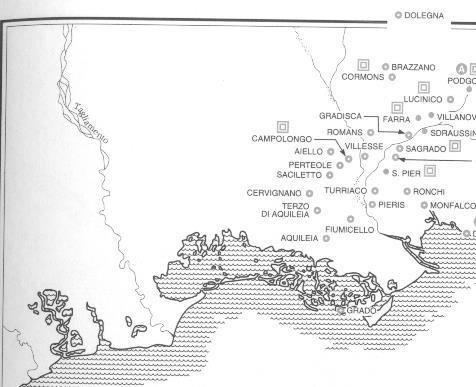 DOLEGNA
BRAZZANO
CORMONS
A
PODGO
LUCINICO
GRADISCA
FARRA
VILLANOV
ROMANS
SDRAUSSIN
CAMPOLONGO
VILLESSE
SAGRADO
AIELLO
PERTEOLE
S. PIER
SACILETTO
CERVIGNANO
TURRIACO
RONCHI
TERZO
DI AQUILEIA
PIERIS
MONFALCO
FIUMICELLO
AQUILEIA
D
GRADO
Tagliamento